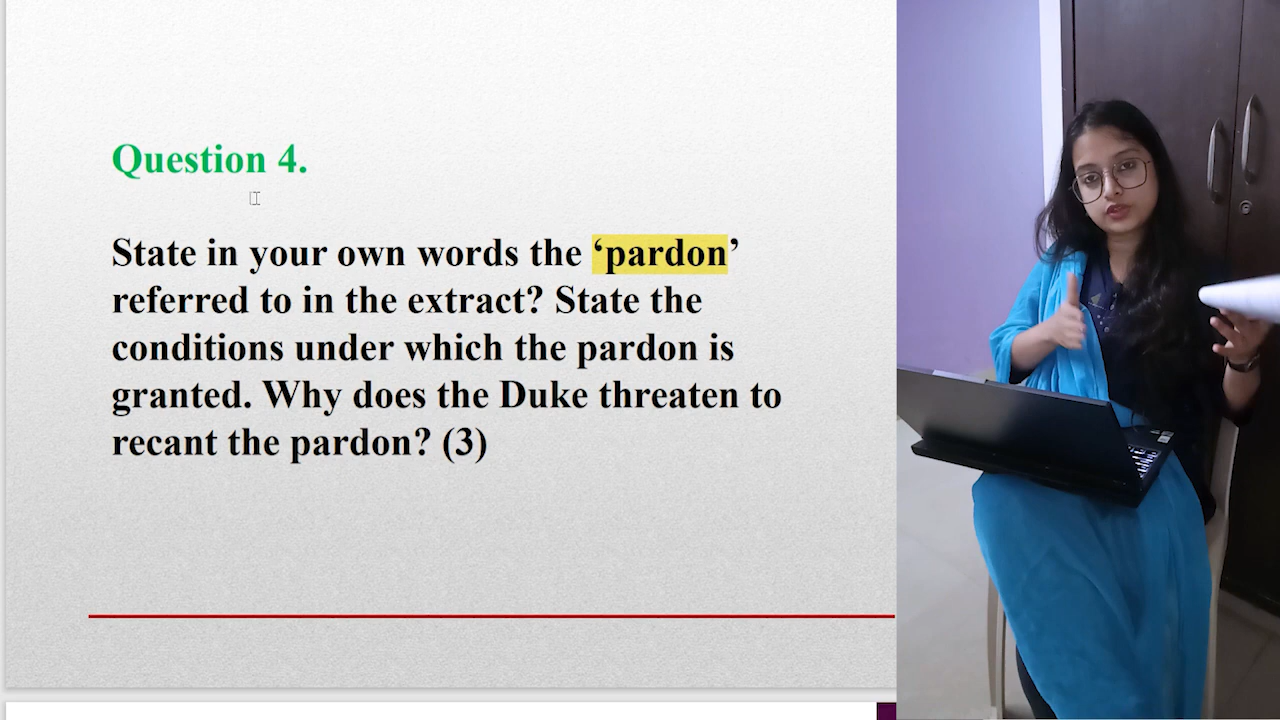 Question 4.
State in your own words the ‘pardon’
referred to in the extract? State the
conditions under which the pardon is
granted. Why does the Duke threaten to
recant the pardon? (3)